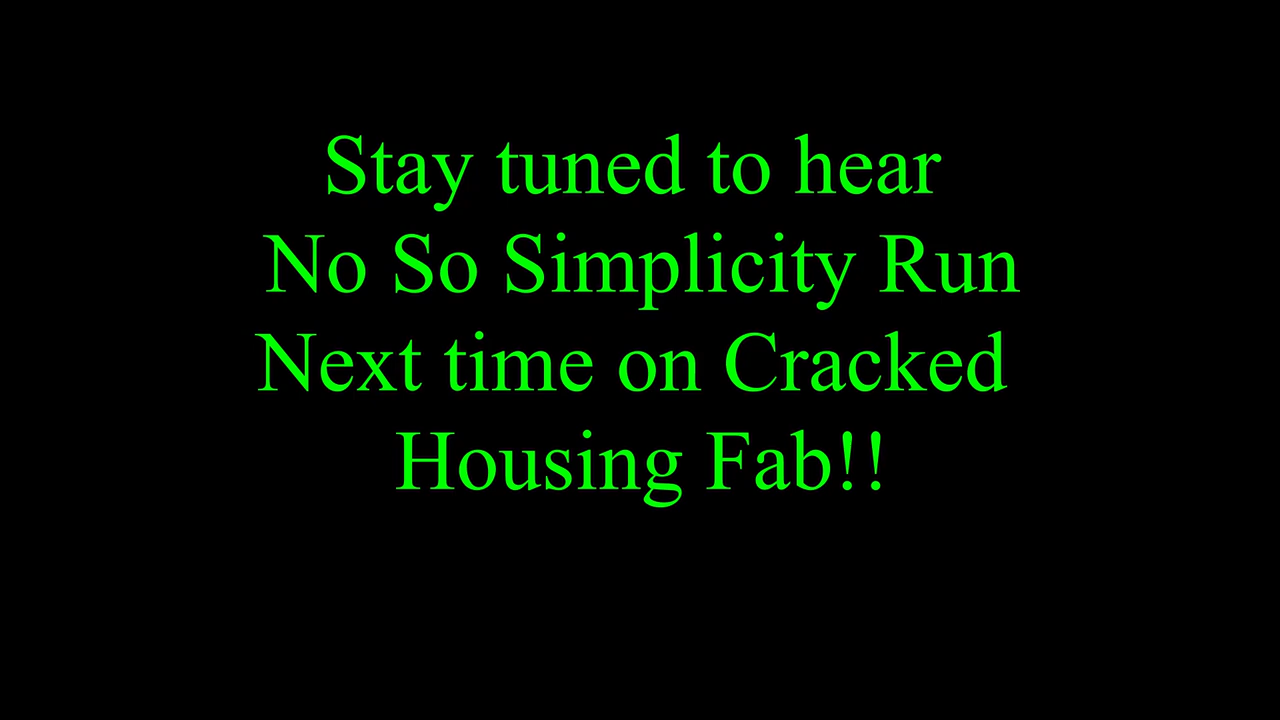 Stay tuned to hear
No So Simplicity Run
Next time on Cracked
Housing Fab!!